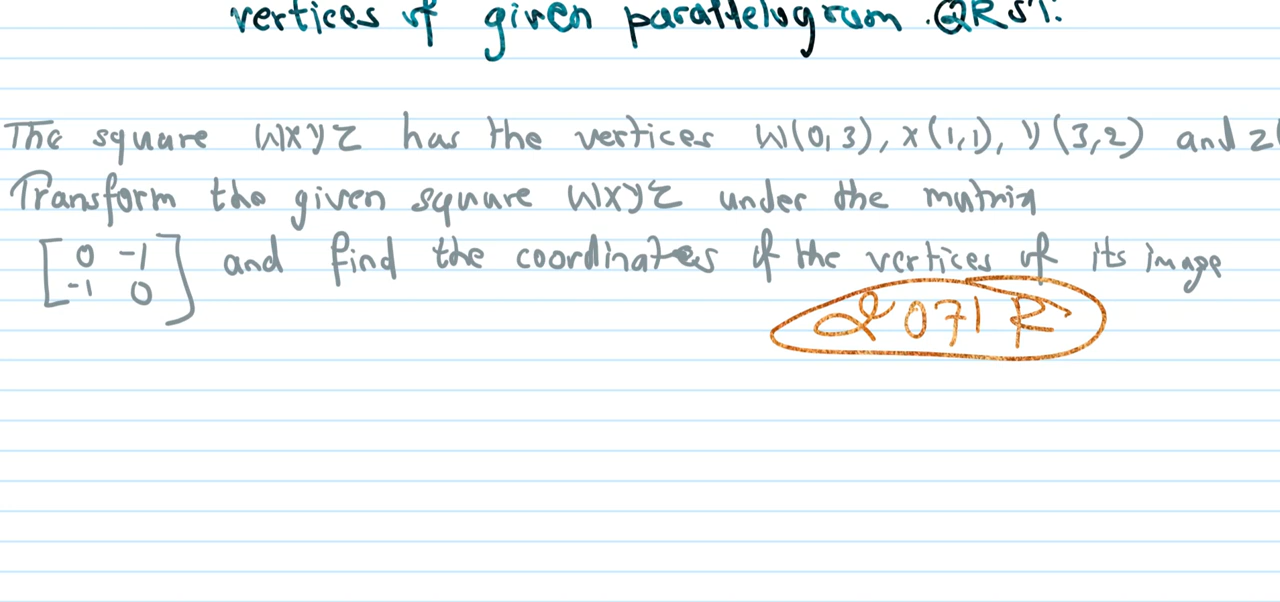 vertices of given parallelogram QRST.
The square WXYZ has the vertices W(0,3), X(1,1), Y(3,2) and Z(
Transform the given square WXYZ under the matrix
[0 -1
-1 0] and find the coordinates of the vertices of its image
2071 R